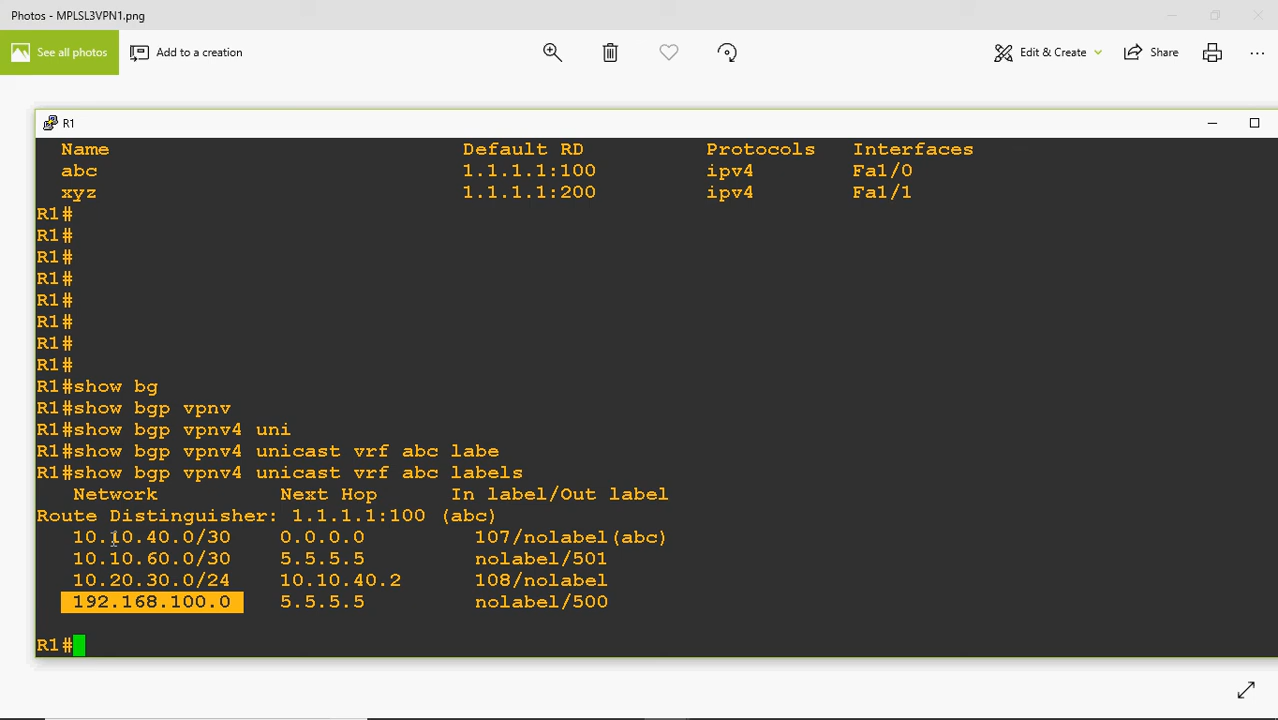 Photos - MPLSL3VPN1.png
See all photos Add to a creation Edit & Create Share
R1
Name Default RD Protocols Interfaces
abc 1.1.1.1:100 ipv4 Fa1/0
xyz 1.1.1.1:200 ipv4 Fa1/1
R1#
R1#
R1#
R1#
R1#
R1#
R1#
R1#
R1#show bg
R1#show bgp vpnv
R1#show bgp vpnv4 uni
R1#show bgp vpnv4 unicast vrf abc labe
R1#show bgp vpnv4 unicast vrf abc labels
Network Next Hop In label/Out label
Route Distinguisher: 1.1.1.1:100 (abc)
10.10.40.0/30 0.0.0.0 107/nolabel(abc)
10.10.60.0/30 5.5.5.5 nolabel/501
10.20.30.0/24 10.10.40.2 108/nolabel
192.168.100.0 5.5.5.5 nolabel/500
R1#